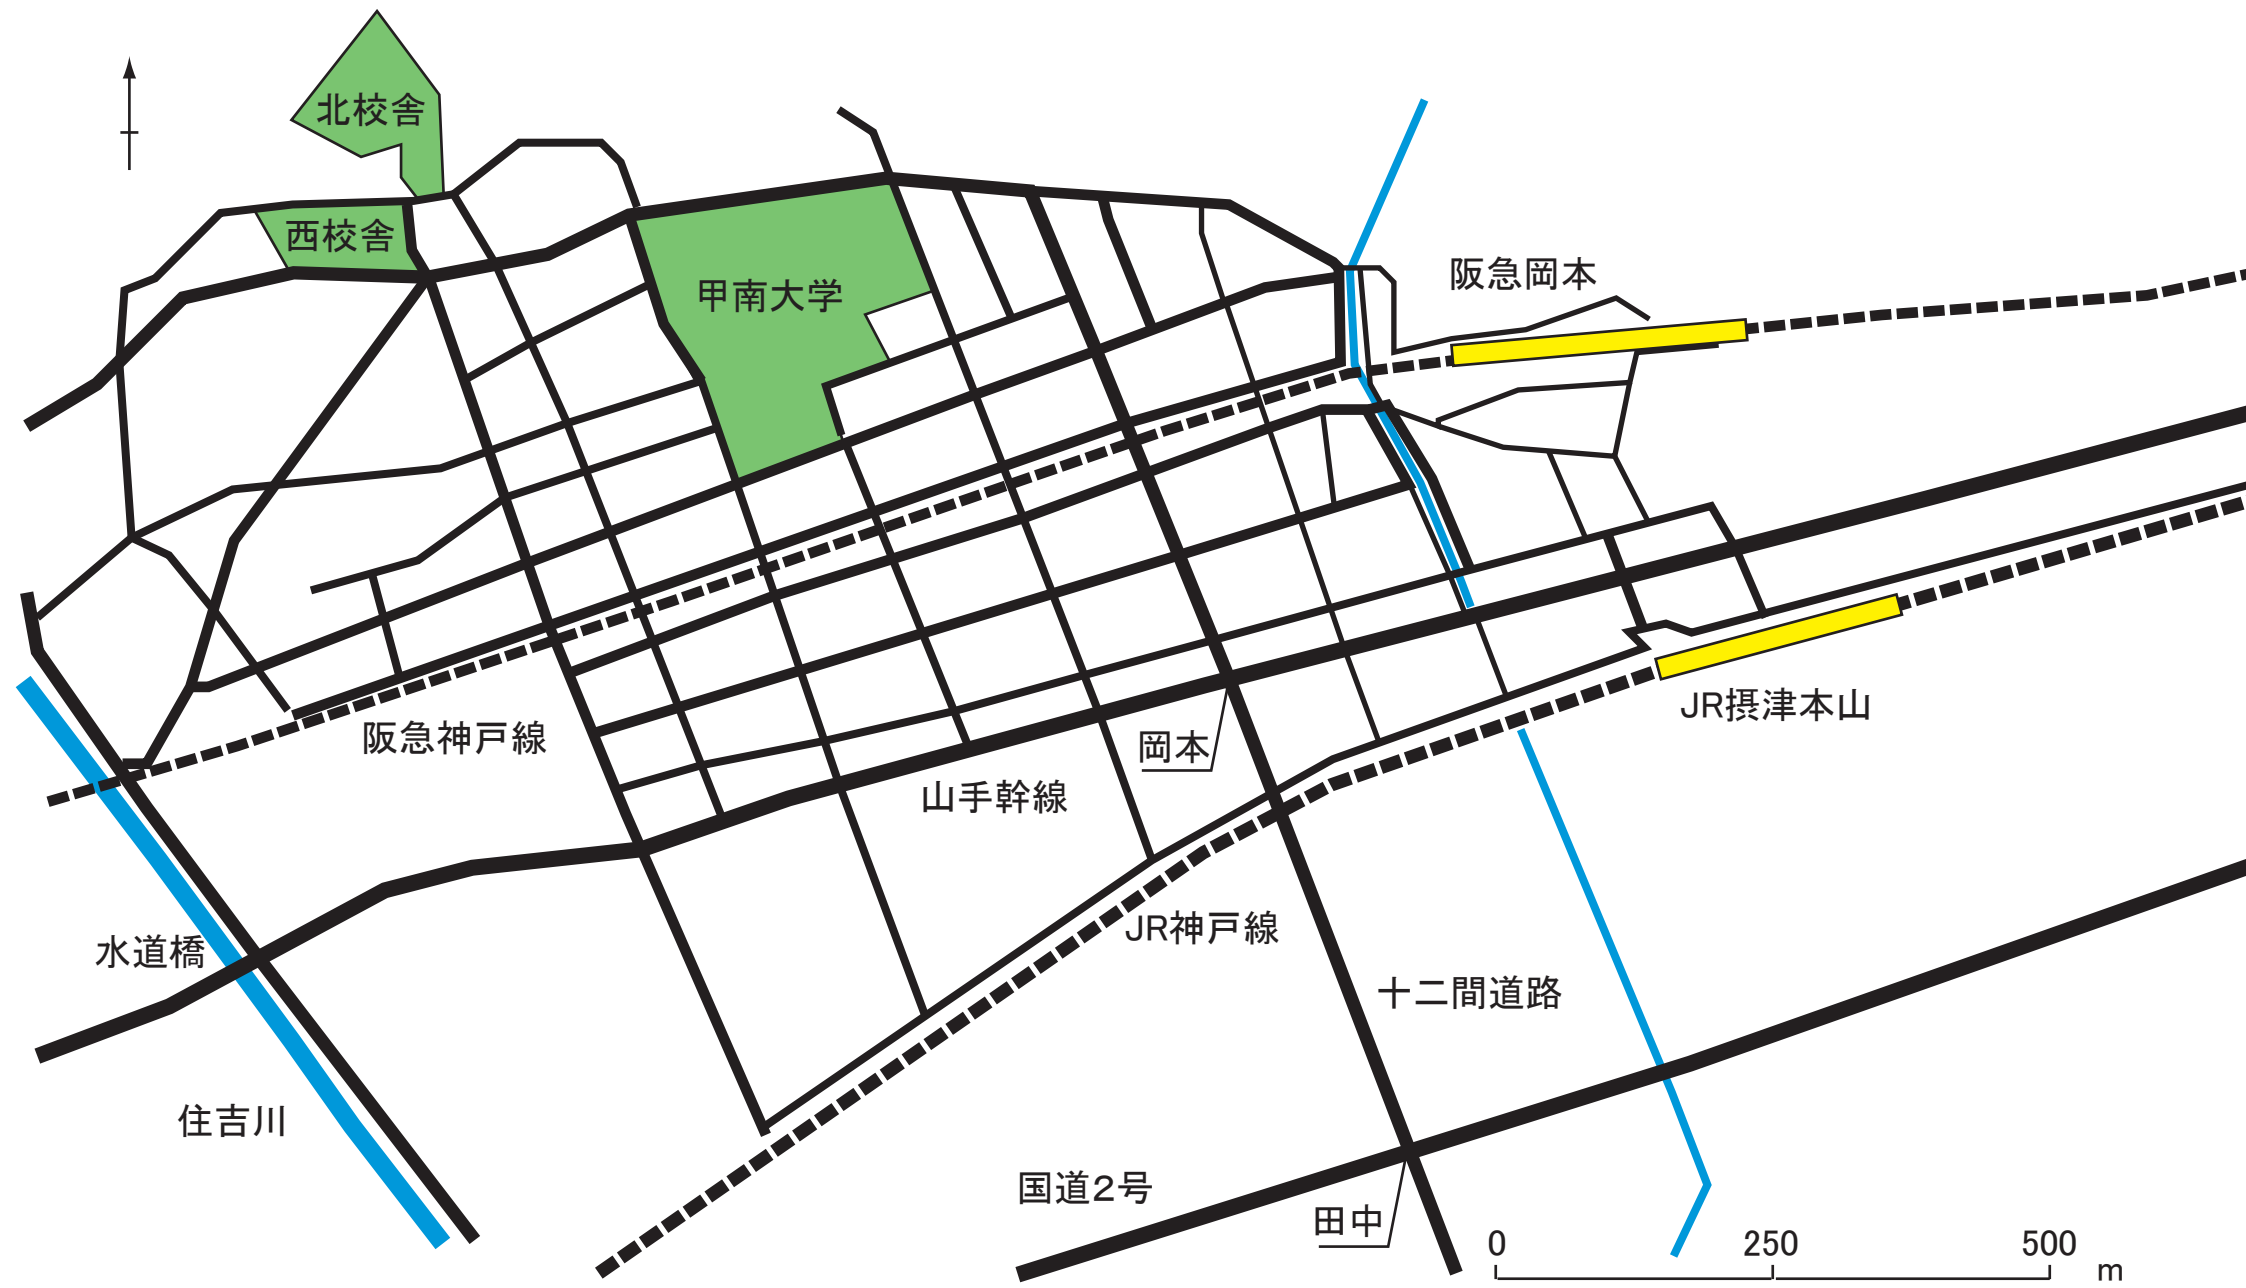 北校舎
西校舎
甲南大学
阪急岡本
JR摂津本山
阪急神戸線
岡本
山手幹線
JR神戸線
水道橋
十二間道路
住吉川
国道2号
田中
0 250 500
m